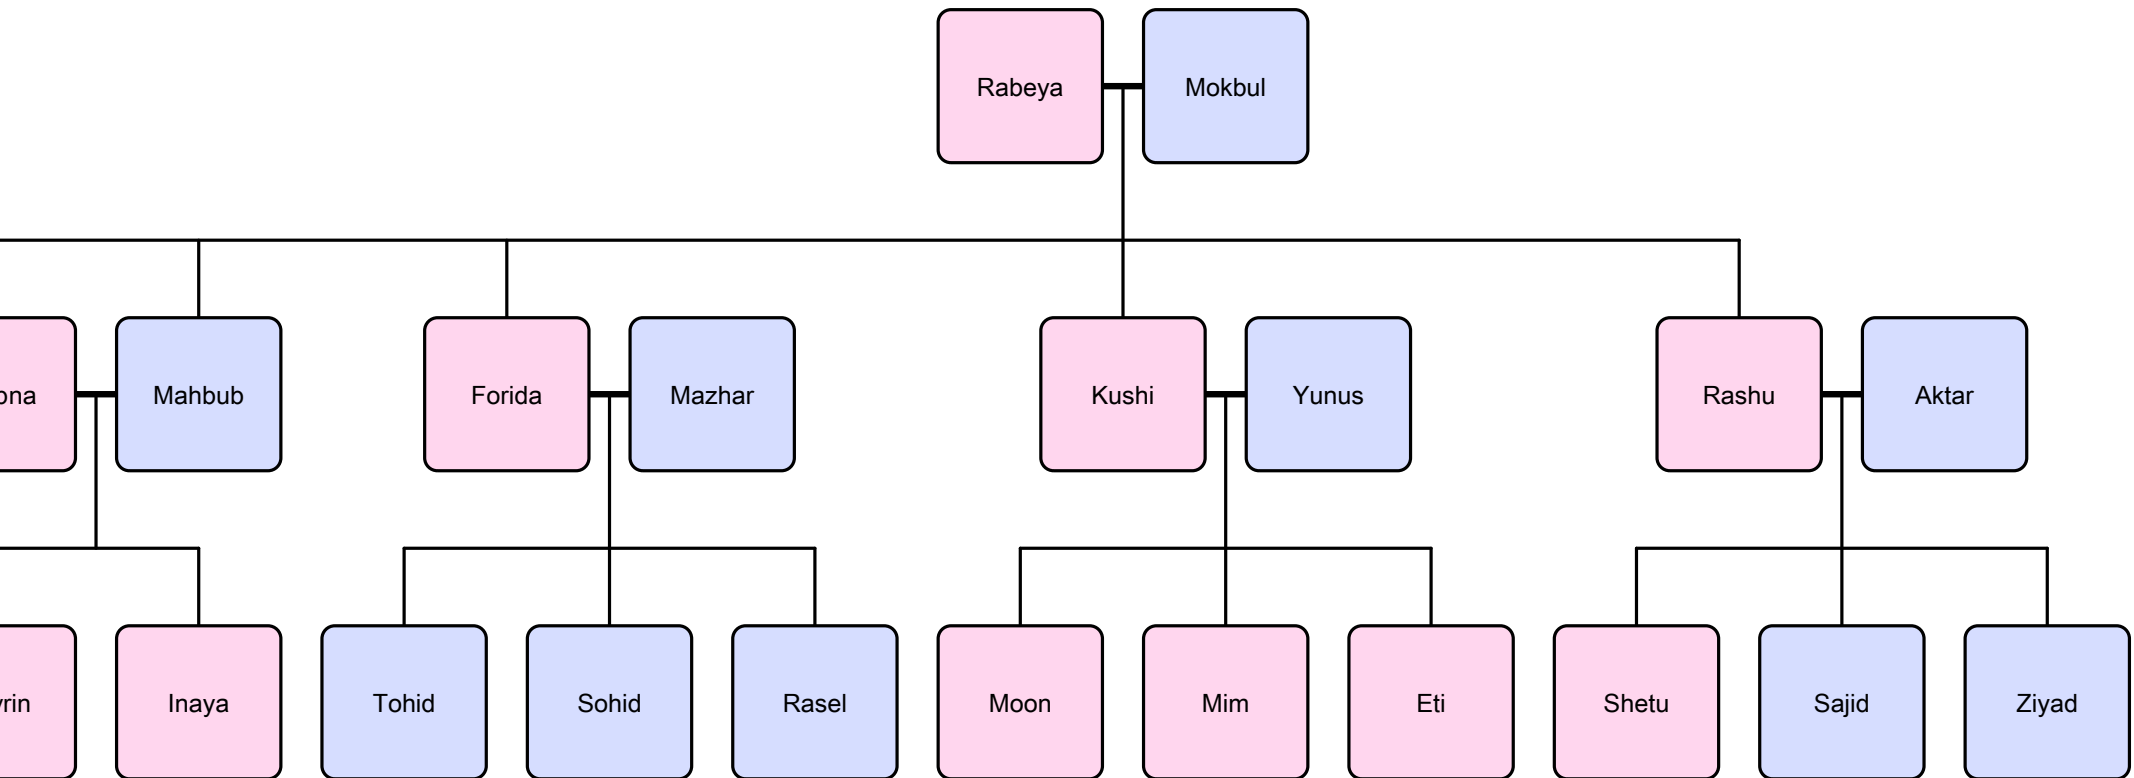 Rabeya Mokbul
Mahbub Forida Mazhar Kushi Yunus Rashu Aktar
Inaya Tohid Sohid Rasel Moon Mim Eti Shetu Sajid Ziyad